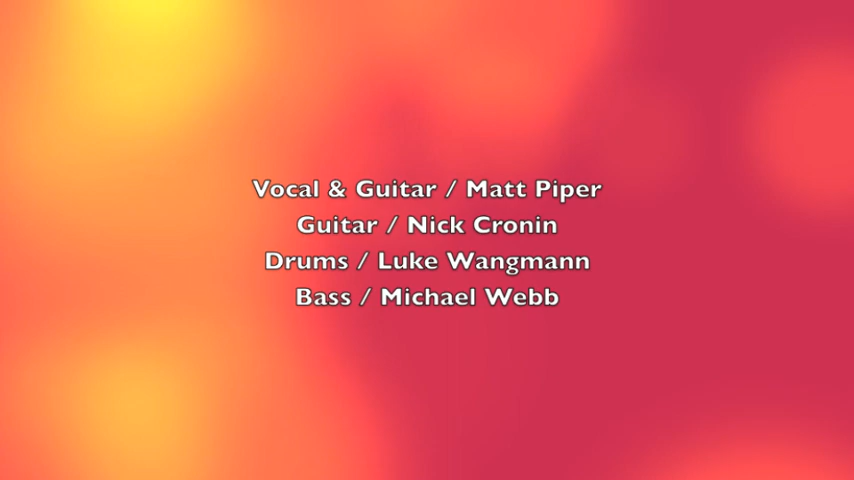 Vocal & Guitar / Matt Piper
Guitar / Nick Cronin
Drums / Luke Wangmann
Bass / Michael Webb